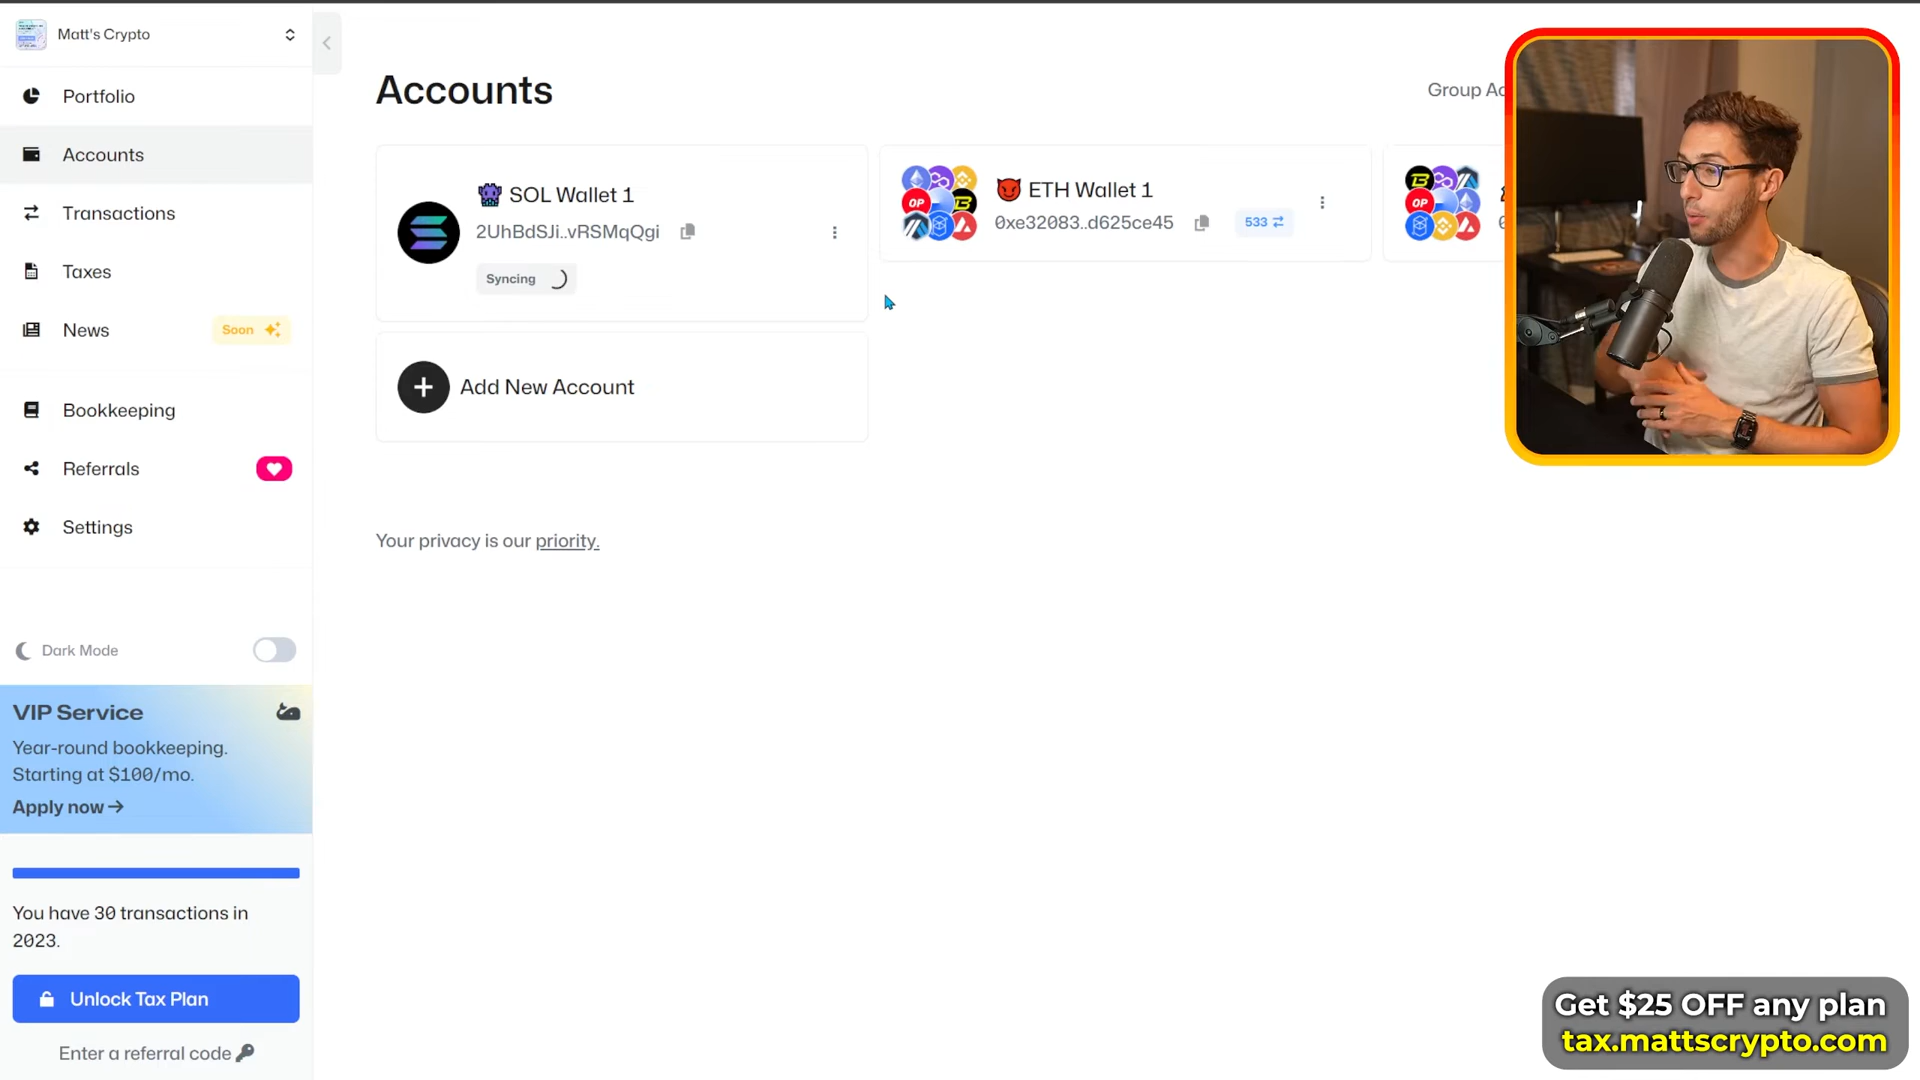 Matt's Crypto
Portfolio
Accounts
Transactions
Taxes
News
Soon
Bookkeeping
Referrals
Settings
Dark Mode
VIP Service
Year-round bookkeeping.
Starting at $100/mo.
Apply now →
You have 30 transactions in
2023.
Unlock Tax Plan
Enter a referral code
Accounts
Group Ac
SOL Wallet 1
2UhBdSJi..vRSMqQgi
Syncing
ETH Wallet 1
0xe32083..d625ce45
533
Add New Account
Your privacy is our priority.
Get $25 OFF any plan
tax.mattscrypto.com